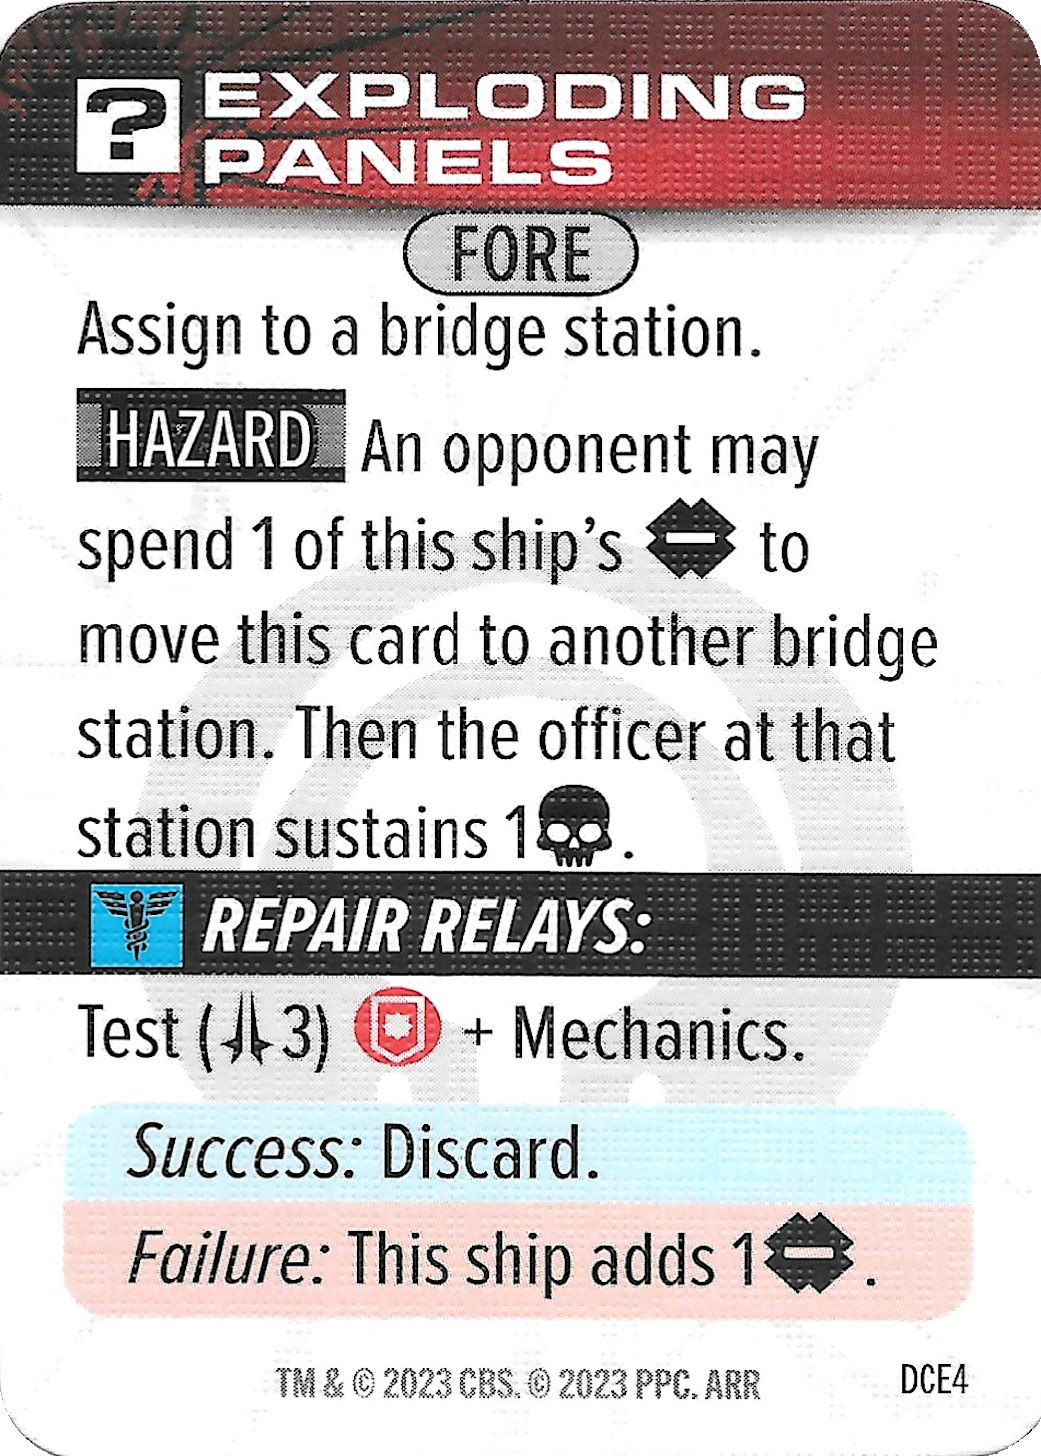 ?
EXPLODING
PANELS
FORE
Assign to a bridge station.
HAZARD An opponent may
spend 1 of this ship's to
move this card to another bridge
station. Then the officer at that
station sustains 1.
REPAIR RELAYS:
Test (3) + Mechanics.
Success: Discard.
Failure: This ship adds 1.
TM & © 2023 CBS. © 2023 PPC. ARR
DCE4